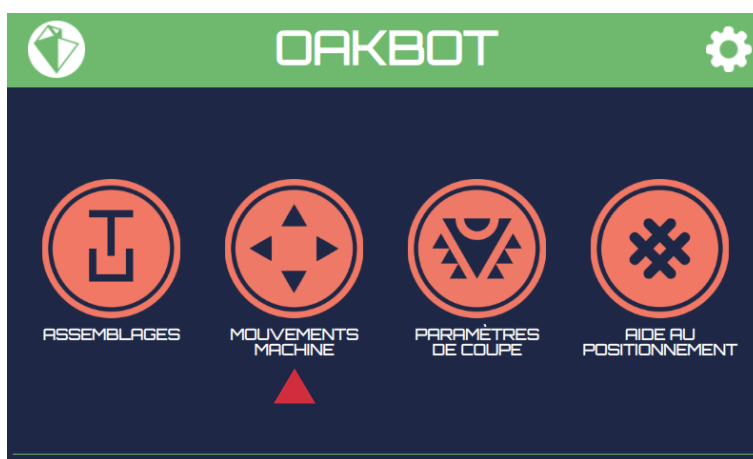 OAKBOT
ASSEMBLAGES
MOUVEMENTS
MACHINE
PARAMÈTRES
DE COUPE
AIDE AU
POSITIONNEMENT